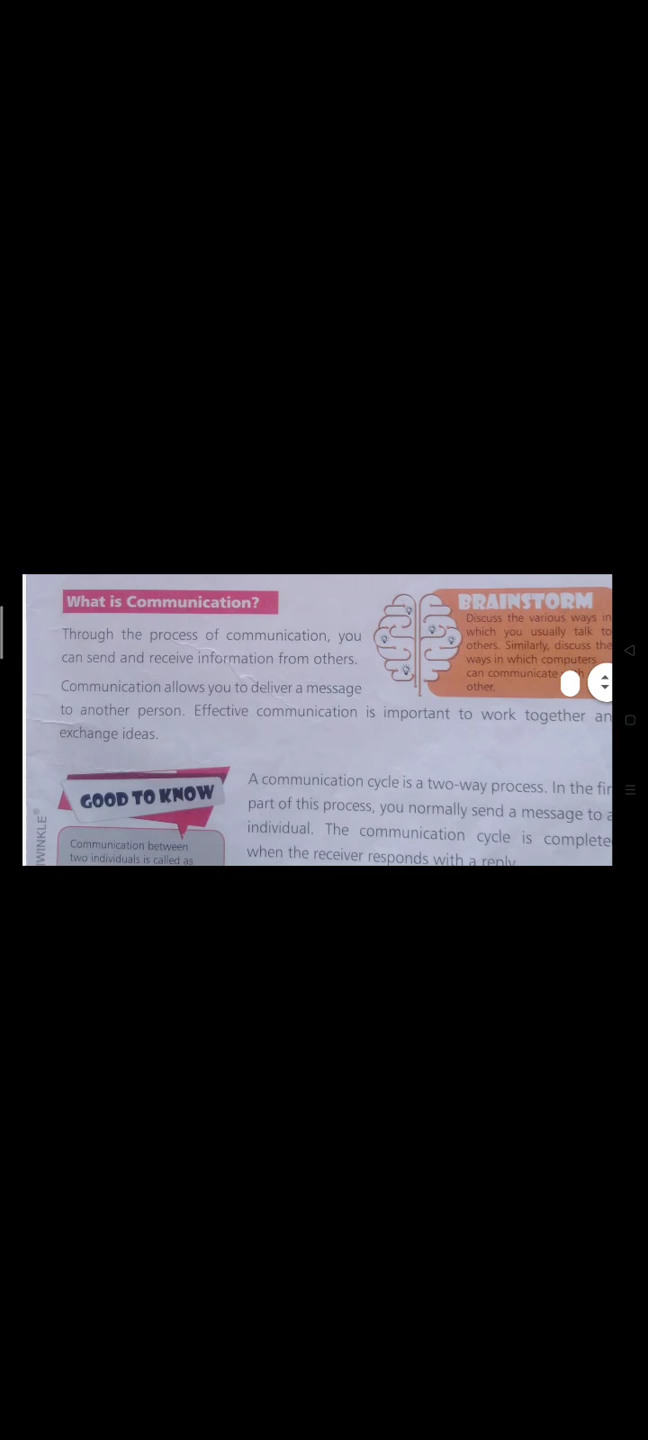 What is Communication?
Through the process of communication, you
can send and receive information from others.
Communication allows you to deliver a message
to another person. Effective communication is important to work together an
exchange ideas.
BRAINSTORM
Discuss the various ways in
which you usually talk to
others. Similarly, discuss the
ways in which computers
can communicate
other.
GOOD TO KNOW
Communication between
two individuals is called as
A communication cycle is a two-way process. In the fir
part of this process, you normally send a message to a
individual. The communication cycle is complete
when the receiver responds with a reply
WINKLE®